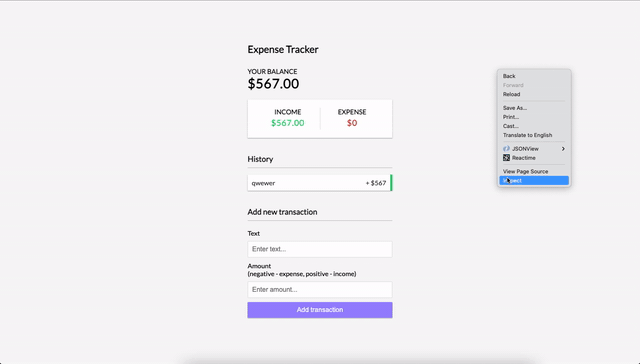 Expense Tracker
YOUR BALANCE
$567.00
INCOME
$567.00
EXPENSE
$0
History
qwewer
+ $567
Add new transaction
Text
Enter text...
Amount
(negative - expense, positive - income)
Enter amount...
Add transaction
Back
Forward
Reload
Save As...
Print...
Cast...
Translate to English
JSONView
Reactime
View Page Source